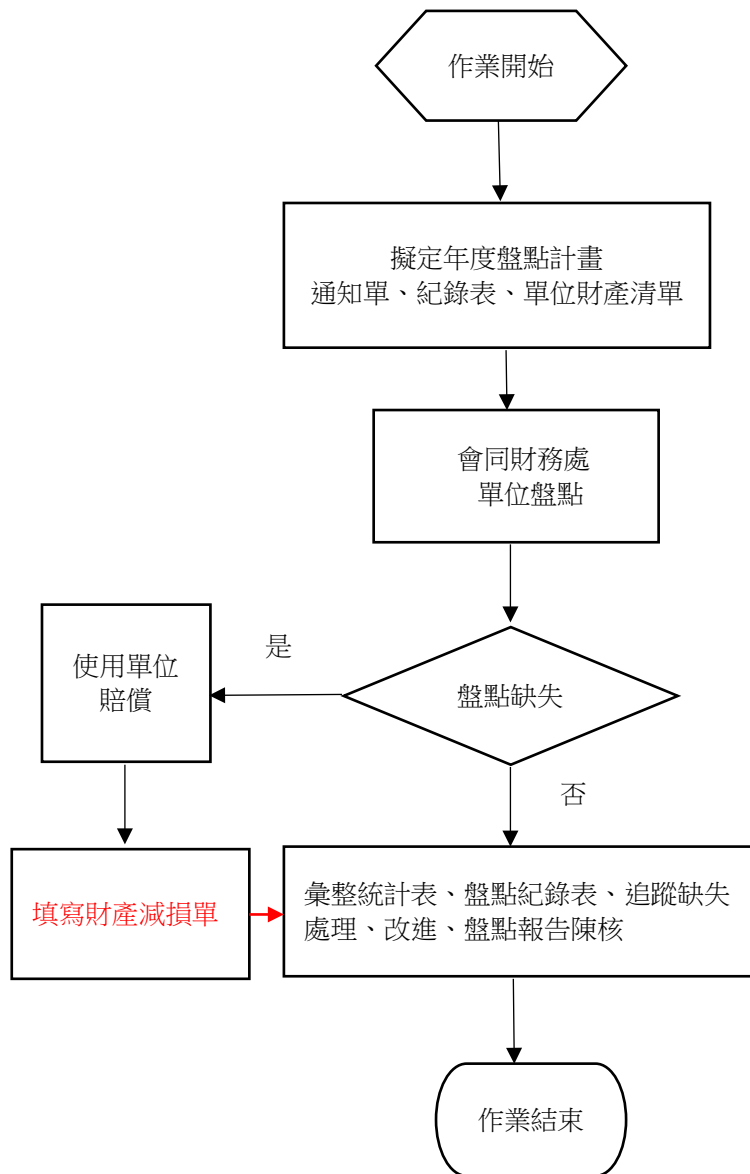 作業開始
擬定年度盤點計畫
通知單、紀錄表、單位財產清單
會同財務處
單位盤點
盤點缺失
是
使用單位
賠償
否
填寫財產減損單
彙整統計表、盤點紀錄表、追蹤缺失
處理、改進、盤點報告陳核
作業結束